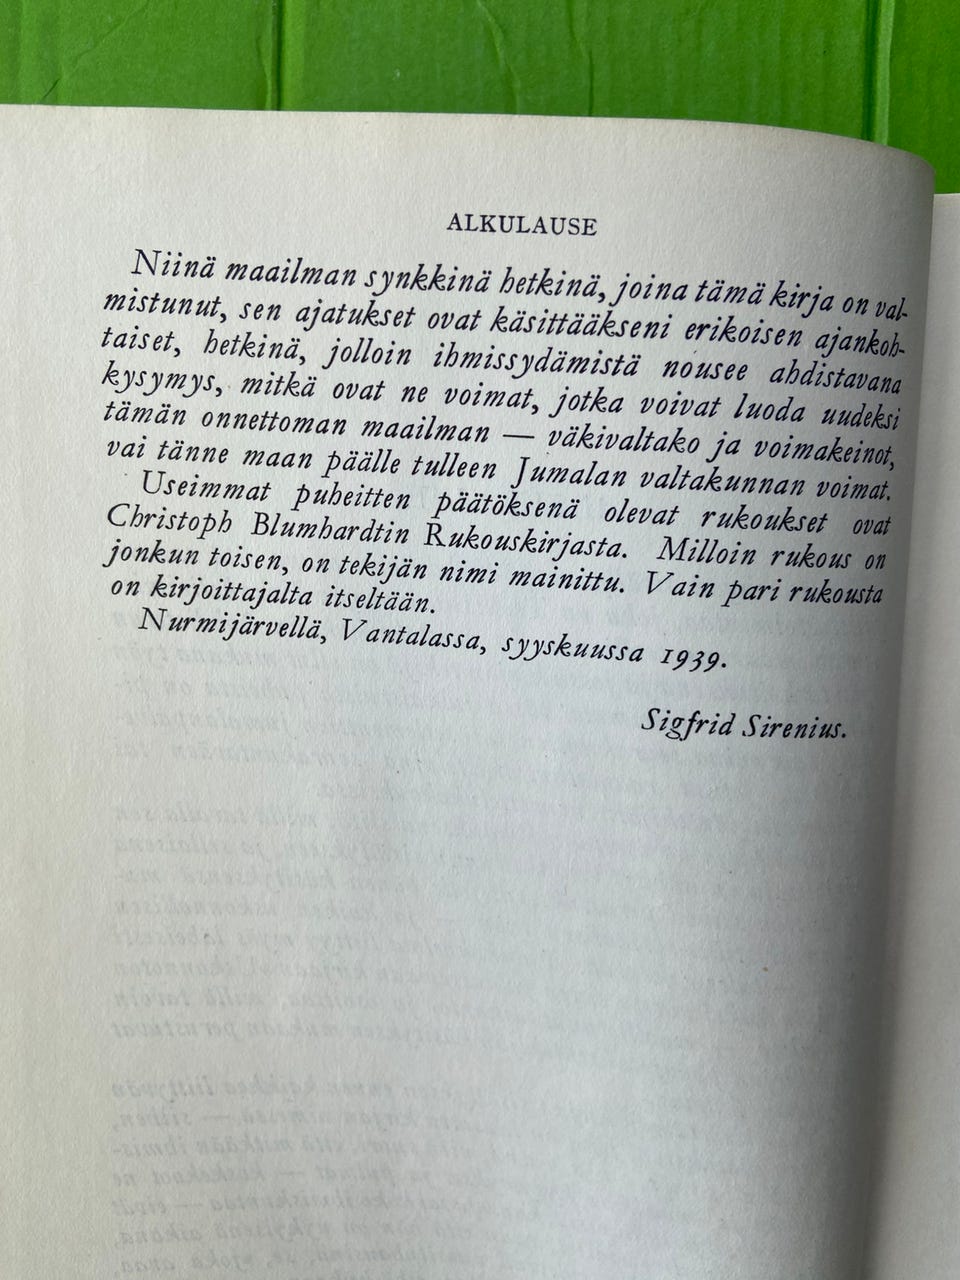 ALKULAUSE
Niinä maailman synkkinä hetkinä, joina tämä kirja on val-
mistunut, sen ajatukset ovat käsittääkseni erikoisen ajankoh-
taiset, hetkinä, jolloin ihmissydämistä nousee ahdistavana
kysymys, mitkä ovat ne voimat, jotka voivat luoda uudeksi
tämän onnettoman maailman — väkivaltako ja voimakeinot,
vai tänne maan päälle tulleen Jumalan valtakunnan voimat.
Useimmat puheitten päätöksenä olevat rukoukset ovat
Christoph Blumhardtin Rukouskirjasta. Milloin rukous on
jonkun toisen, on tekijän nimi mainittu. Vain pari rukousta
on kirjoittajalta itseltään.
Nurmijärvellä, Vantalassa, syyskuussa 1939.
Sigfrid Sirenius.